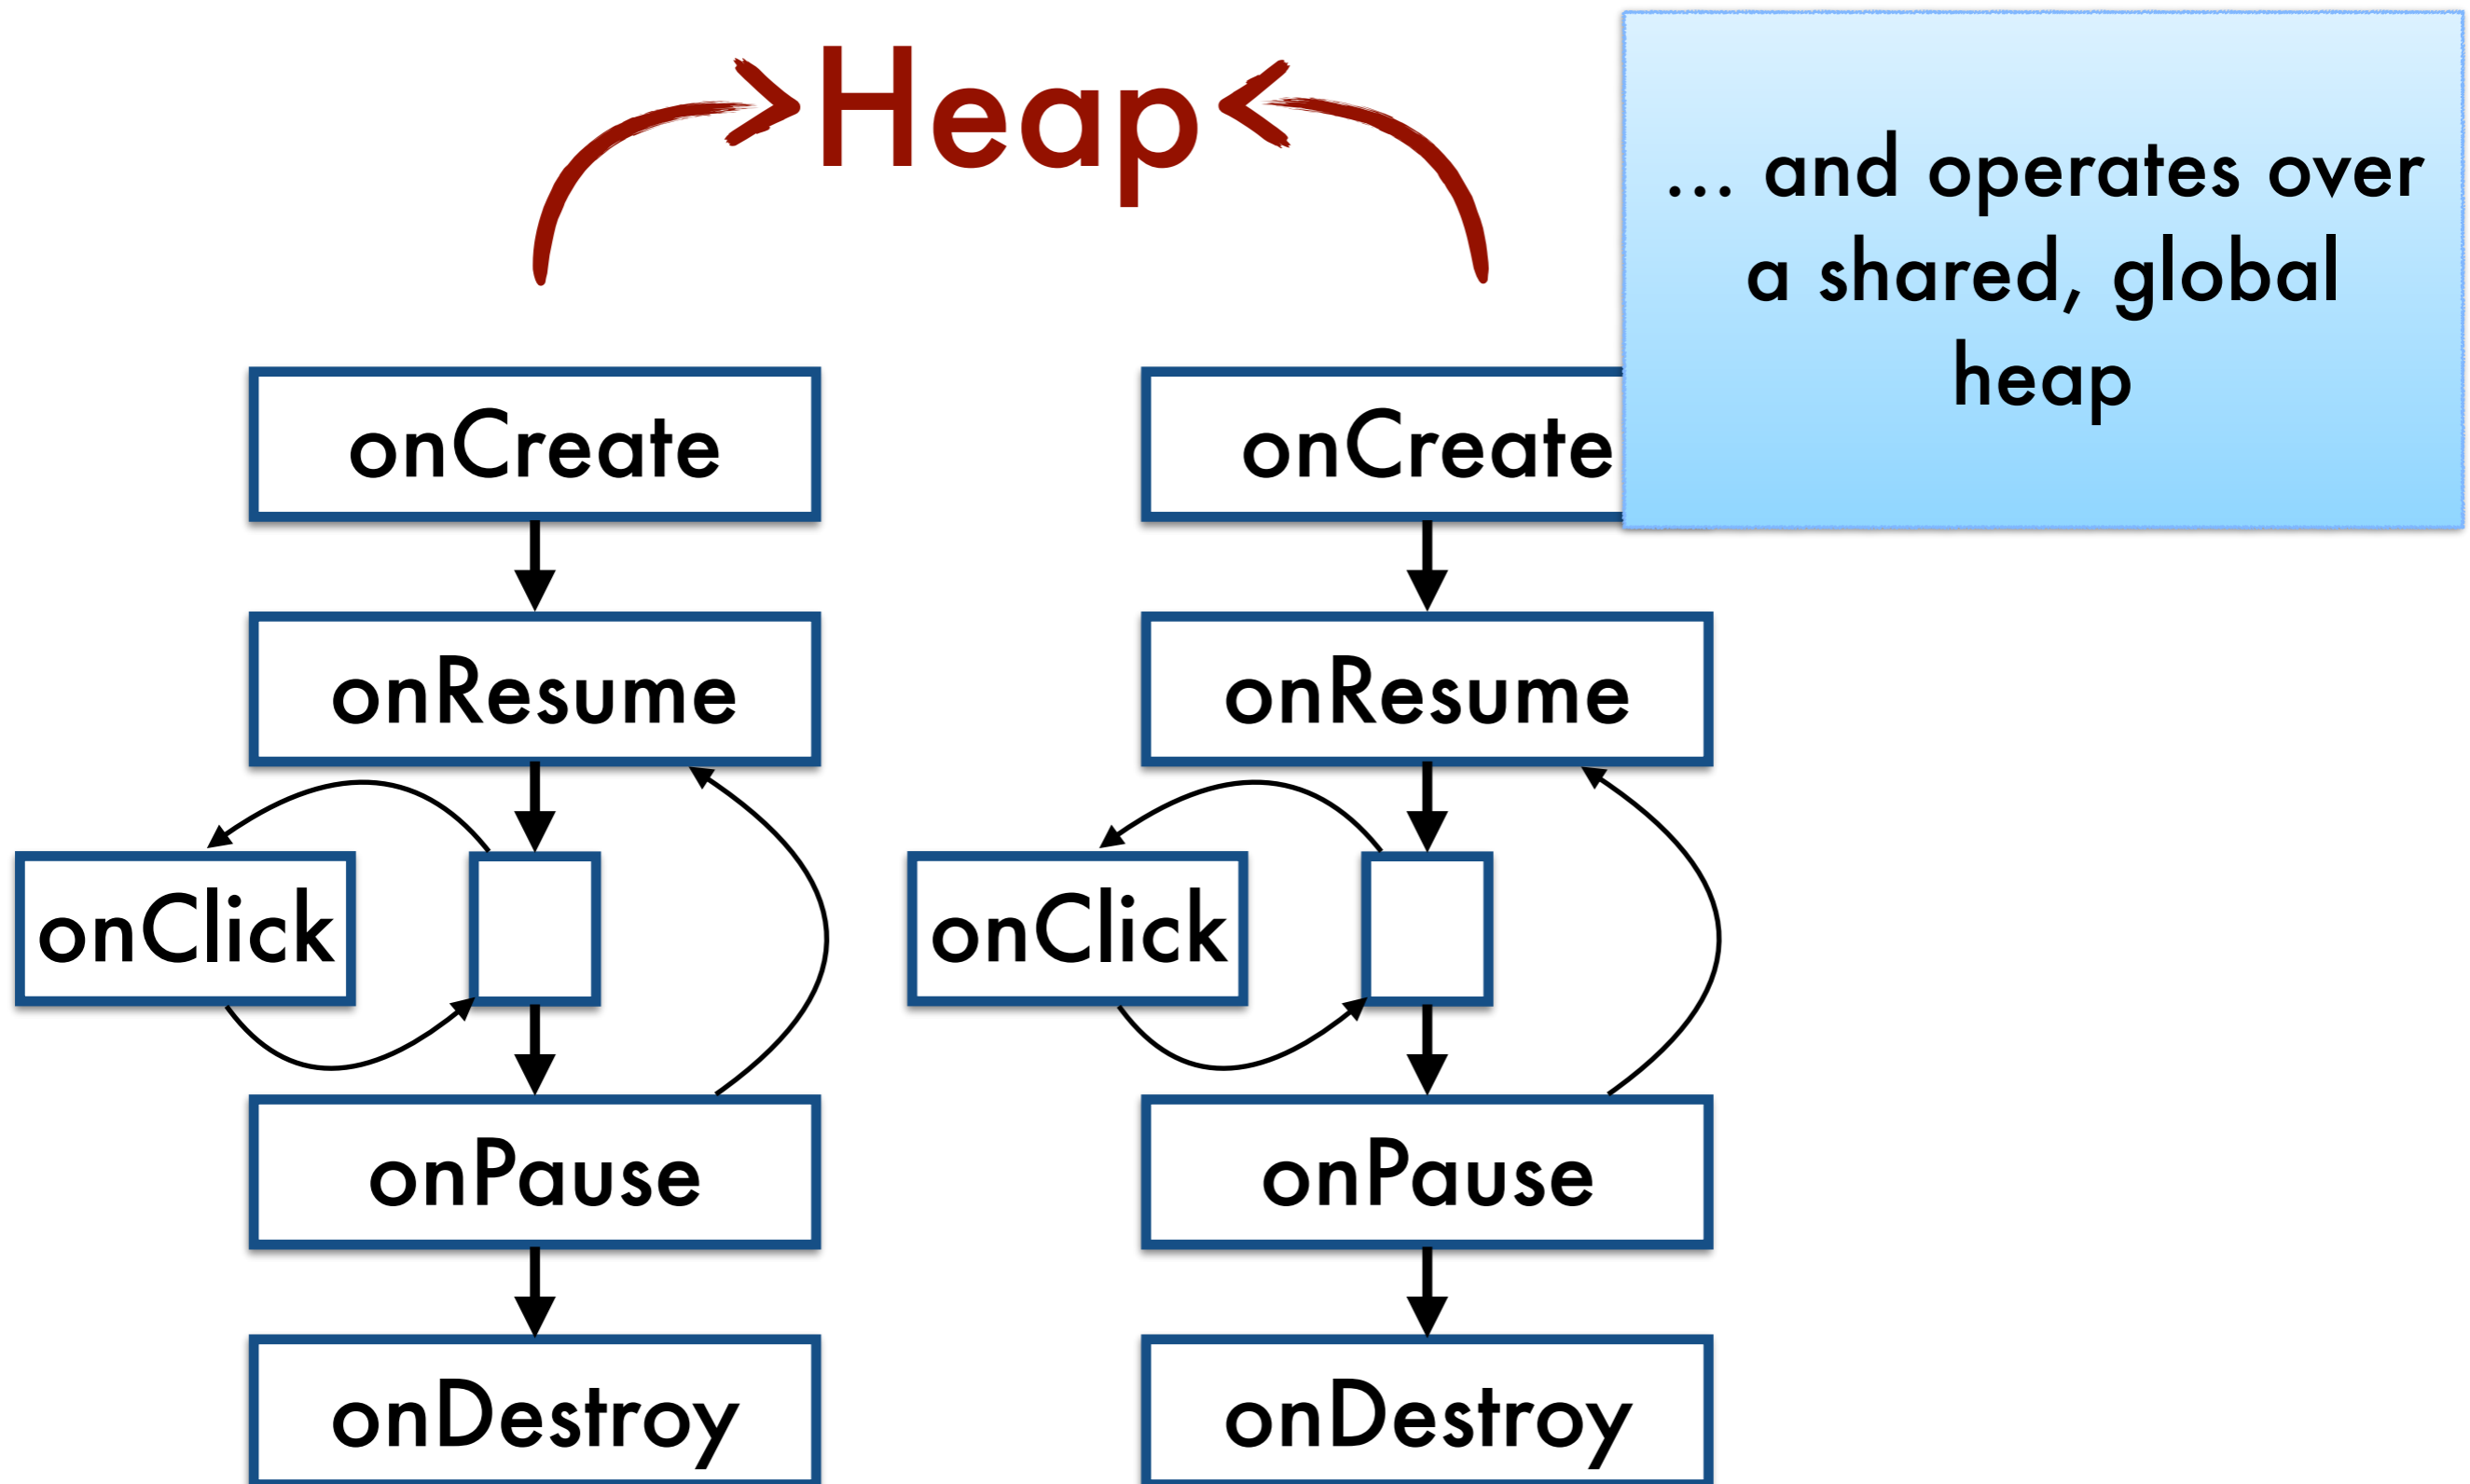 Heap
... and operates over
a shared, global
heap
onCreate
onCreate
onResume
onResume
onClick
onClick
onPause
onPause
onDestroy
onDestroy